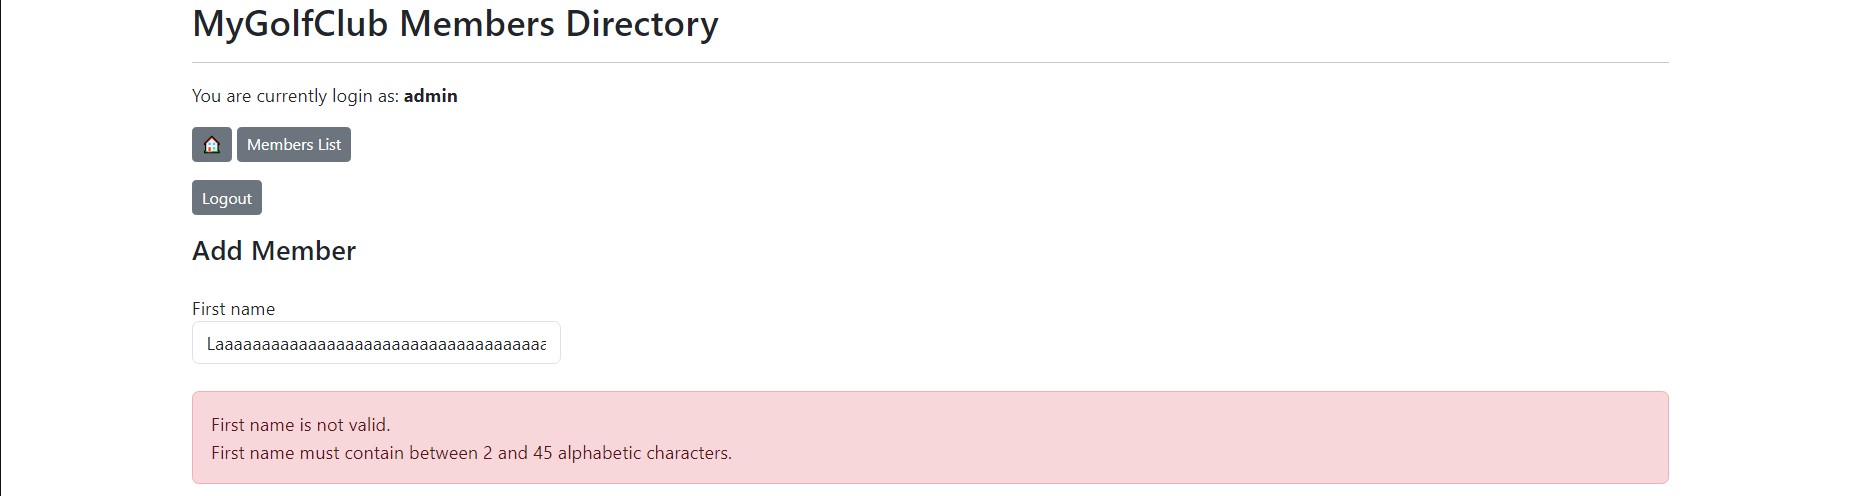 MyGolfClub Members Directory
You are currently login as: admin
Members List
Logout
Add Member
First name
Laaaaaaaaaaaaaaaaaaaaaaaaaaaaaaaaaaaa
First name is not valid.
First name must contain between 2 and 45 alphabetic characters.